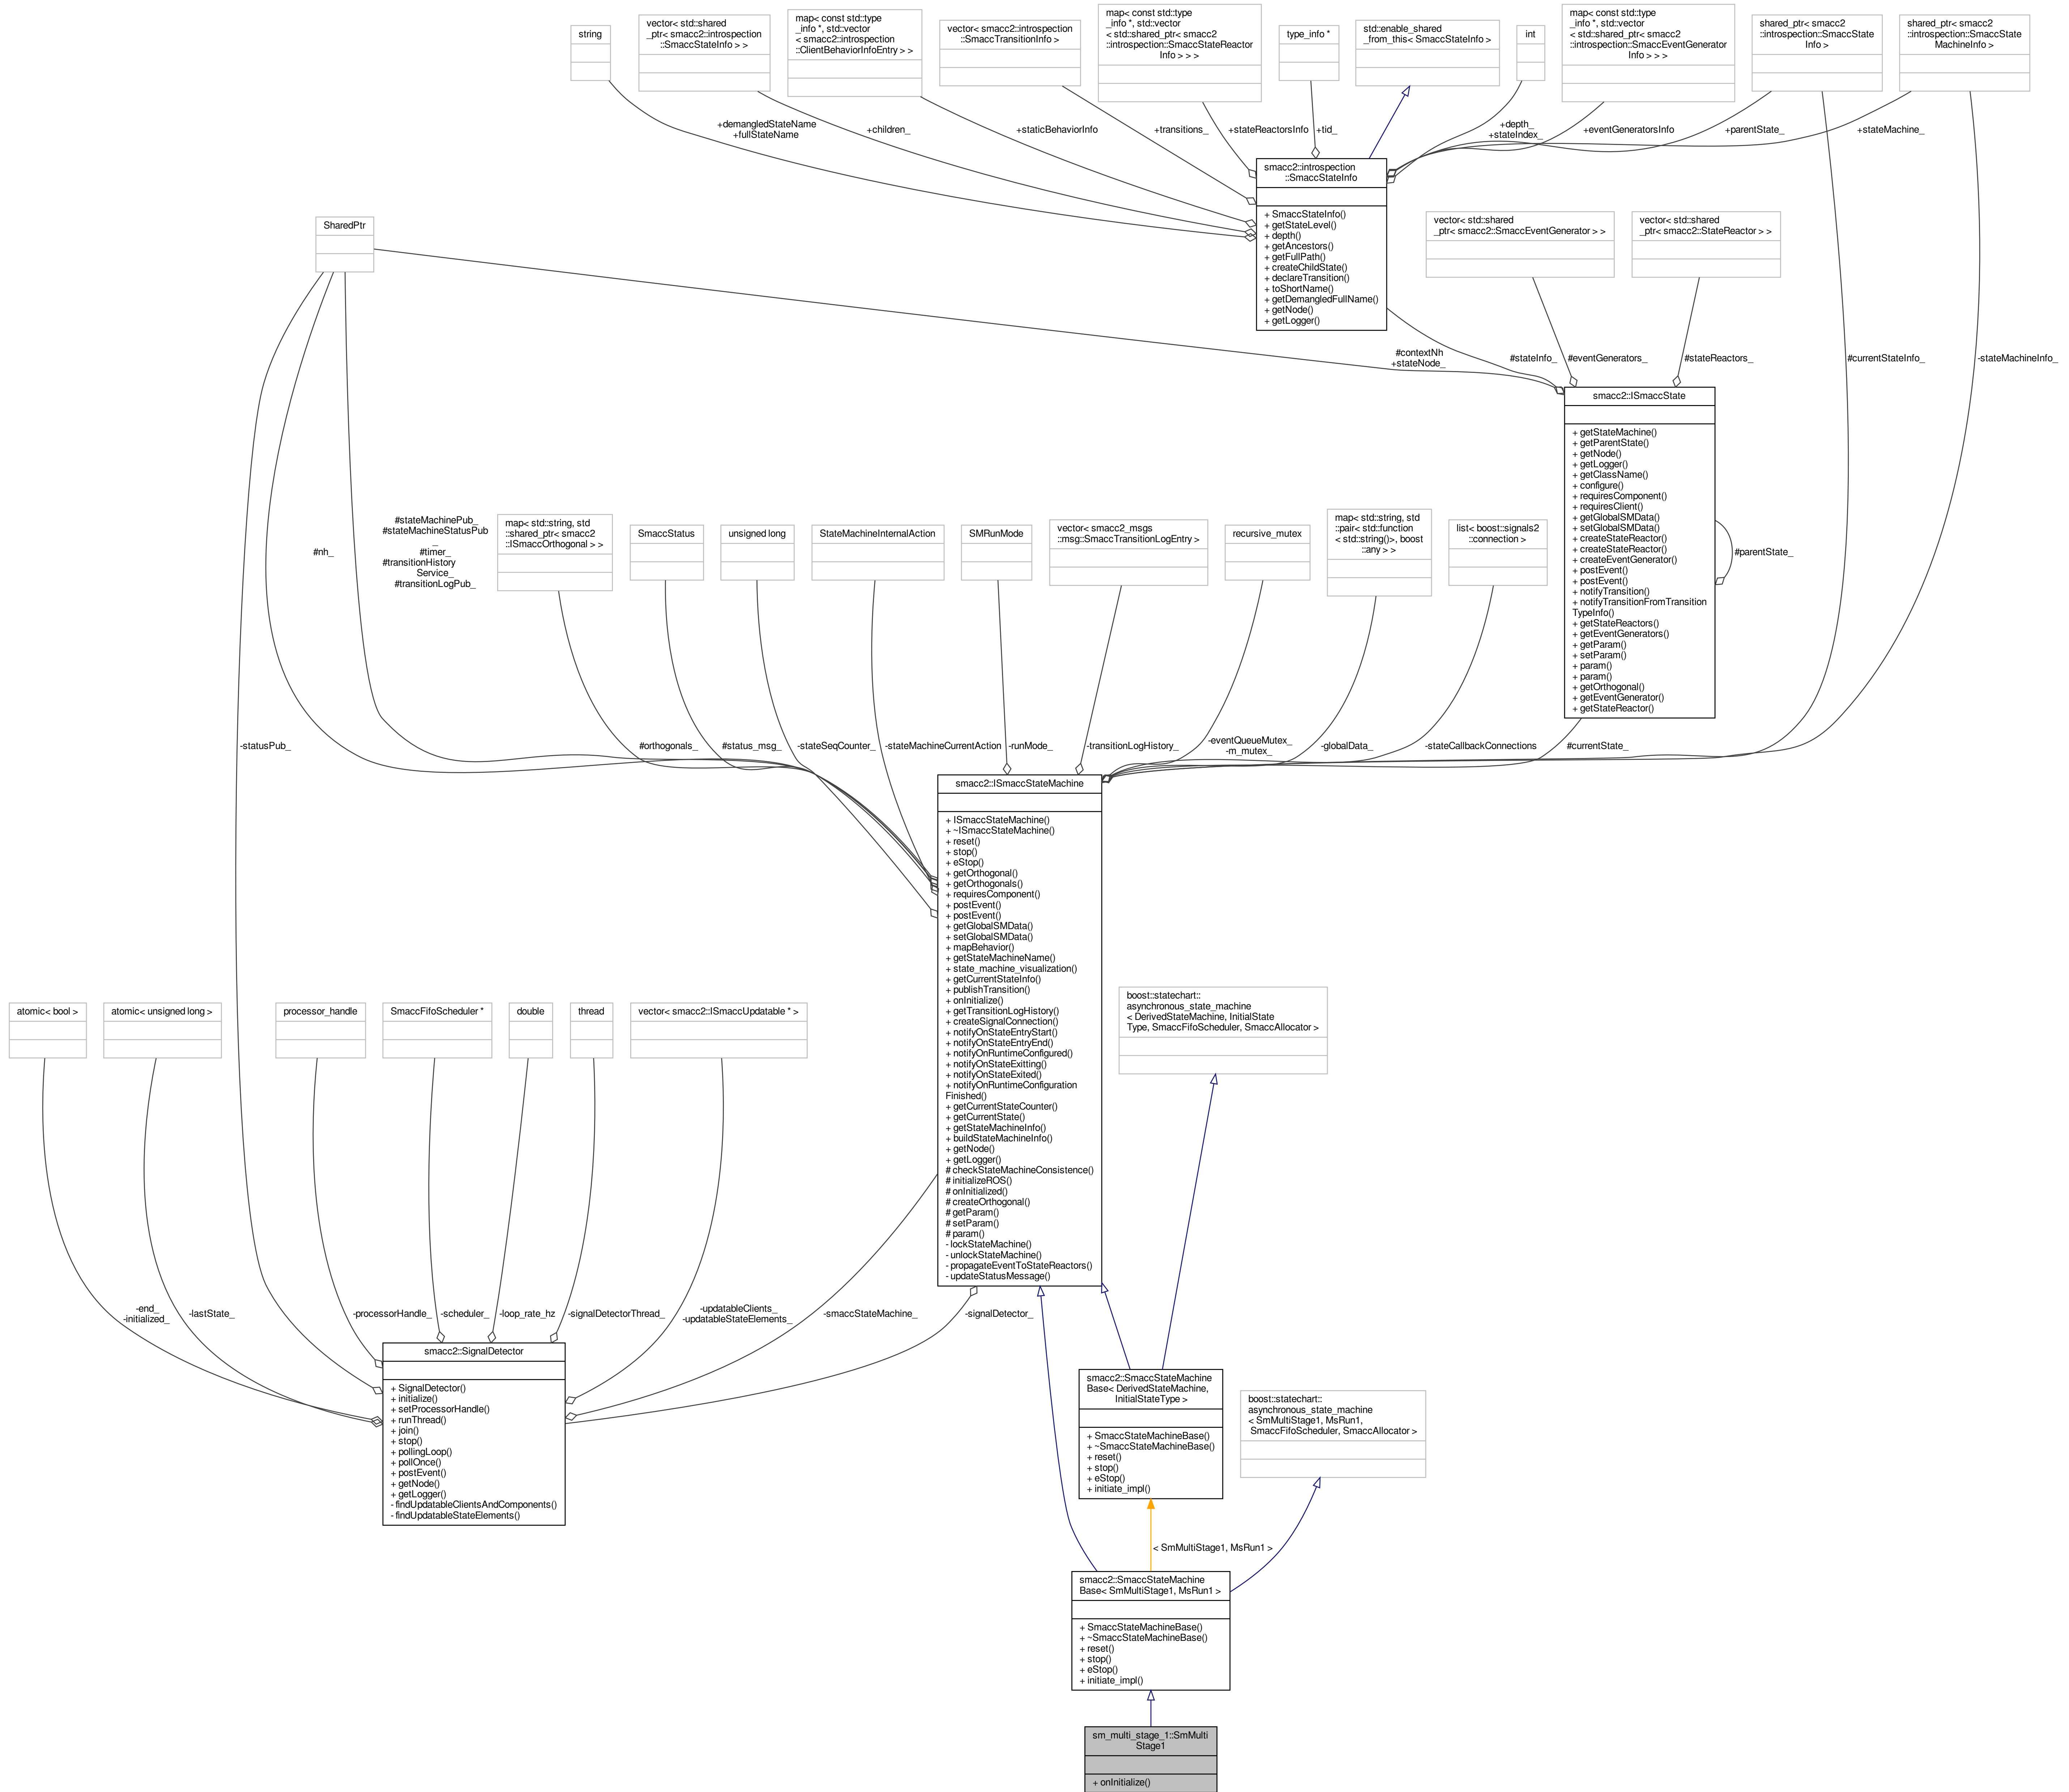 string
vector< std::shared
_ptr< smacc2::introspection
::SmaccStateInfo > >
map< const std::type
_info *, std::vector
< smacc2::introspection
::ClientBehaviorInfoEntry > >
vector< smacc2::introspection
::SmaccTransitionInfo >
map< const std::type
_info *, std::vector
< std::shared_ptr< smacc2
::introspection::SmaccStateReactor
Info > > >
type_info *
std::enable_shared
_from_this< SmaccStateInfo >
int
map< const std::type
_info *, std::vector
< std::shared_ptr< smacc2
::introspection::SmaccEventGenerator
Info > > >
shared_ptr< smacc2
::introspection::SmaccState
Info >
shared_ptr< smacc2
::introspection::SmaccState
MachineInfo >
+demangledStateName
+fullStateName
+children_
+staticBehaviorInfo
+transitions_
+stateReactorsInfo
+tid_
+depth_
+stateIndex_
+eventGeneratorsInfo
+parentState_
+stateMachine_
smacc2::introspection
::SmaccStateInfo
+ SmaccStateInfo()
+ getStateLevel()
+ depth()
+ getAncestors()
+ getFullPath()
+ createChildState()
+ declareTransition()
+ toShortName()
+ getDemangledFullName()
+ getNode()
+ getLogger()
SharedPtr
vector< std::shared
_ptr< smacc2::SmaccEventGenerator > >
vector< std::shared
_ptr< smacc2::StateReactor > >
#contextNh
+stateNode_
#stateInfo_
#eventGenerators_
#stateReactors_
#currentStateInfo_
-stateMachineInfo_
smacc2::ISmaccState
+ getStateMachine()
+ getParentState()
+ getNode()
+ getLogger()
+ getClassName()
+ configure()
+ requiresComponent()
+ requiresClient()
+ getGlobalSMData()
+ setGlobalSMData()
+ createStateReactor()
+ createStateReactor()
+ createEventGenerator()
+ postEvent()
+ postEvent()
+ notifyTransition()
+ notifyTransitionFromTransition
TypeInfo()
+ getStateReactors()
+ getEventGenerators()
+ getParam()
+ setParam()
+ param()
+ param()
+ getOrthogonal()
+ getEventGenerator()
+ getStateReactor()
#parentState_
#nh_
#stateMachinePub_
#stateMachineStatusPub
_
#timer_
#transitionHistory
Service_
#transitionLogPub_
map< std::string, std
::shared_ptr< smacc2
::ISmaccOrthogonal > >
SmaccStatus
unsigned long
StateMachineInternalAction
SMRunMode
vector< smacc2_msgs
::msg::SmaccTransitionLogEntry >
recursive_mutex
map< std::string, std
::pair< std::function
< std::string()>, boost
::any > >
list< boost::signals2
::connection >
-statusPub_
#orthogonals_
#status_msg_
-stateSeqCounter_
-stateMachineCurrentAction
-runMode_
-transitionLogHistory_
-eventQueueMutex_
-m_mutex_
-globalData_
-stateCallbackConnections
#currentState_
smacc2::ISmaccStateMachine
+ ISmaccStateMachine()
+ ~ISmaccStateMachine()
+ reset()
+ stop()
+ eStop()
+ getOrthogonal()
+ getOrthogonals()
+ requiresComponent()
+ postEvent()
+ postEvent()
+ getGlobalSMData()
+ setGlobalSMData()
+ mapBehavior()
+ getStateMachineName()
+ state_machine_visualization()
+ getCurrentStateInfo()
+ publishTransition()
+ onInitialize()
+ getTransitionLogHistory()
+ createSignalConnection()
+ notifyOnStateEntryStart()
+ notifyOnStateEntryEnd()
+ notifyOnRuntimeConfigured()
+ notifyOnStateExitting()
+ notifyOnStateExited()
+ notifyOnRuntimeConfiguration
Finished()
+ getCurrentStateCounter()
+ getCurrentState()
+ getStateMachineInfo()
+ buildStateMachineInfo()
+ getNode()
+ getLogger()
# checkStateMachineConsistence()
# initializeROS()
# onInitialized()
# createOrthogonal()
# getParam()
# setParam()
# param()
- lockStateMachine()
- unlockStateMachine()
- propagateEventToStateReactors()
- updateStatusMessage()
atomic< bool >
atomic< unsigned long >
processor_handle
SmaccFifoScheduler *
double
thread
vector< smacc2::ISmaccUpdatable * >
boost::statechart::
asynchronous_state_machine
< DerivedStateMachine, InitialState
Type, SmaccFifoScheduler, SmaccAllocator >
-end_
-initialized_
-lastState_
-processorHandle_
-scheduler_
-loop_rate_hz
-signalDetectorThread_
-updatableClients_
-updatableStateElements_
-smaccStateMachine_
-signalDetector_
smacc2::SignalDetector
+ SignalDetector()
+ initialize()
+ setProcessorHandle()
+ runThread()
+ join()
+ stop()
+ pollingLoop()
+ pollOnce()
+ postEvent()
+ getNode()
+ getLogger()
- findUpdatableClientsAndComponents()
- findUpdatableStateElements()
smacc2::SmaccStateMachine
Base< DerivedStateMachine,
InitialStateType >
+ SmaccStateMachineBase()
+ ~SmaccStateMachineBase()
+ reset()
+ stop()
+ eStop()
+ initiate_impl()
boost::statechart::
asynchronous_state_machine
< SmMultiStage1, MsRun1,
SmaccFifoScheduler, SmaccAllocator >
< SmMultiStage1, MsRun1 >
smacc2::SmaccStateMachine
Base< SmMultiStage1, MsRun1 >
+ SmaccStateMachineBase()
+ ~SmaccStateMachineBase()
+ reset()
+ stop()
+ eStop()
+ initiate_impl()
sm_multi_stage_1::SmMulti
Stage1
+ onInitialize()